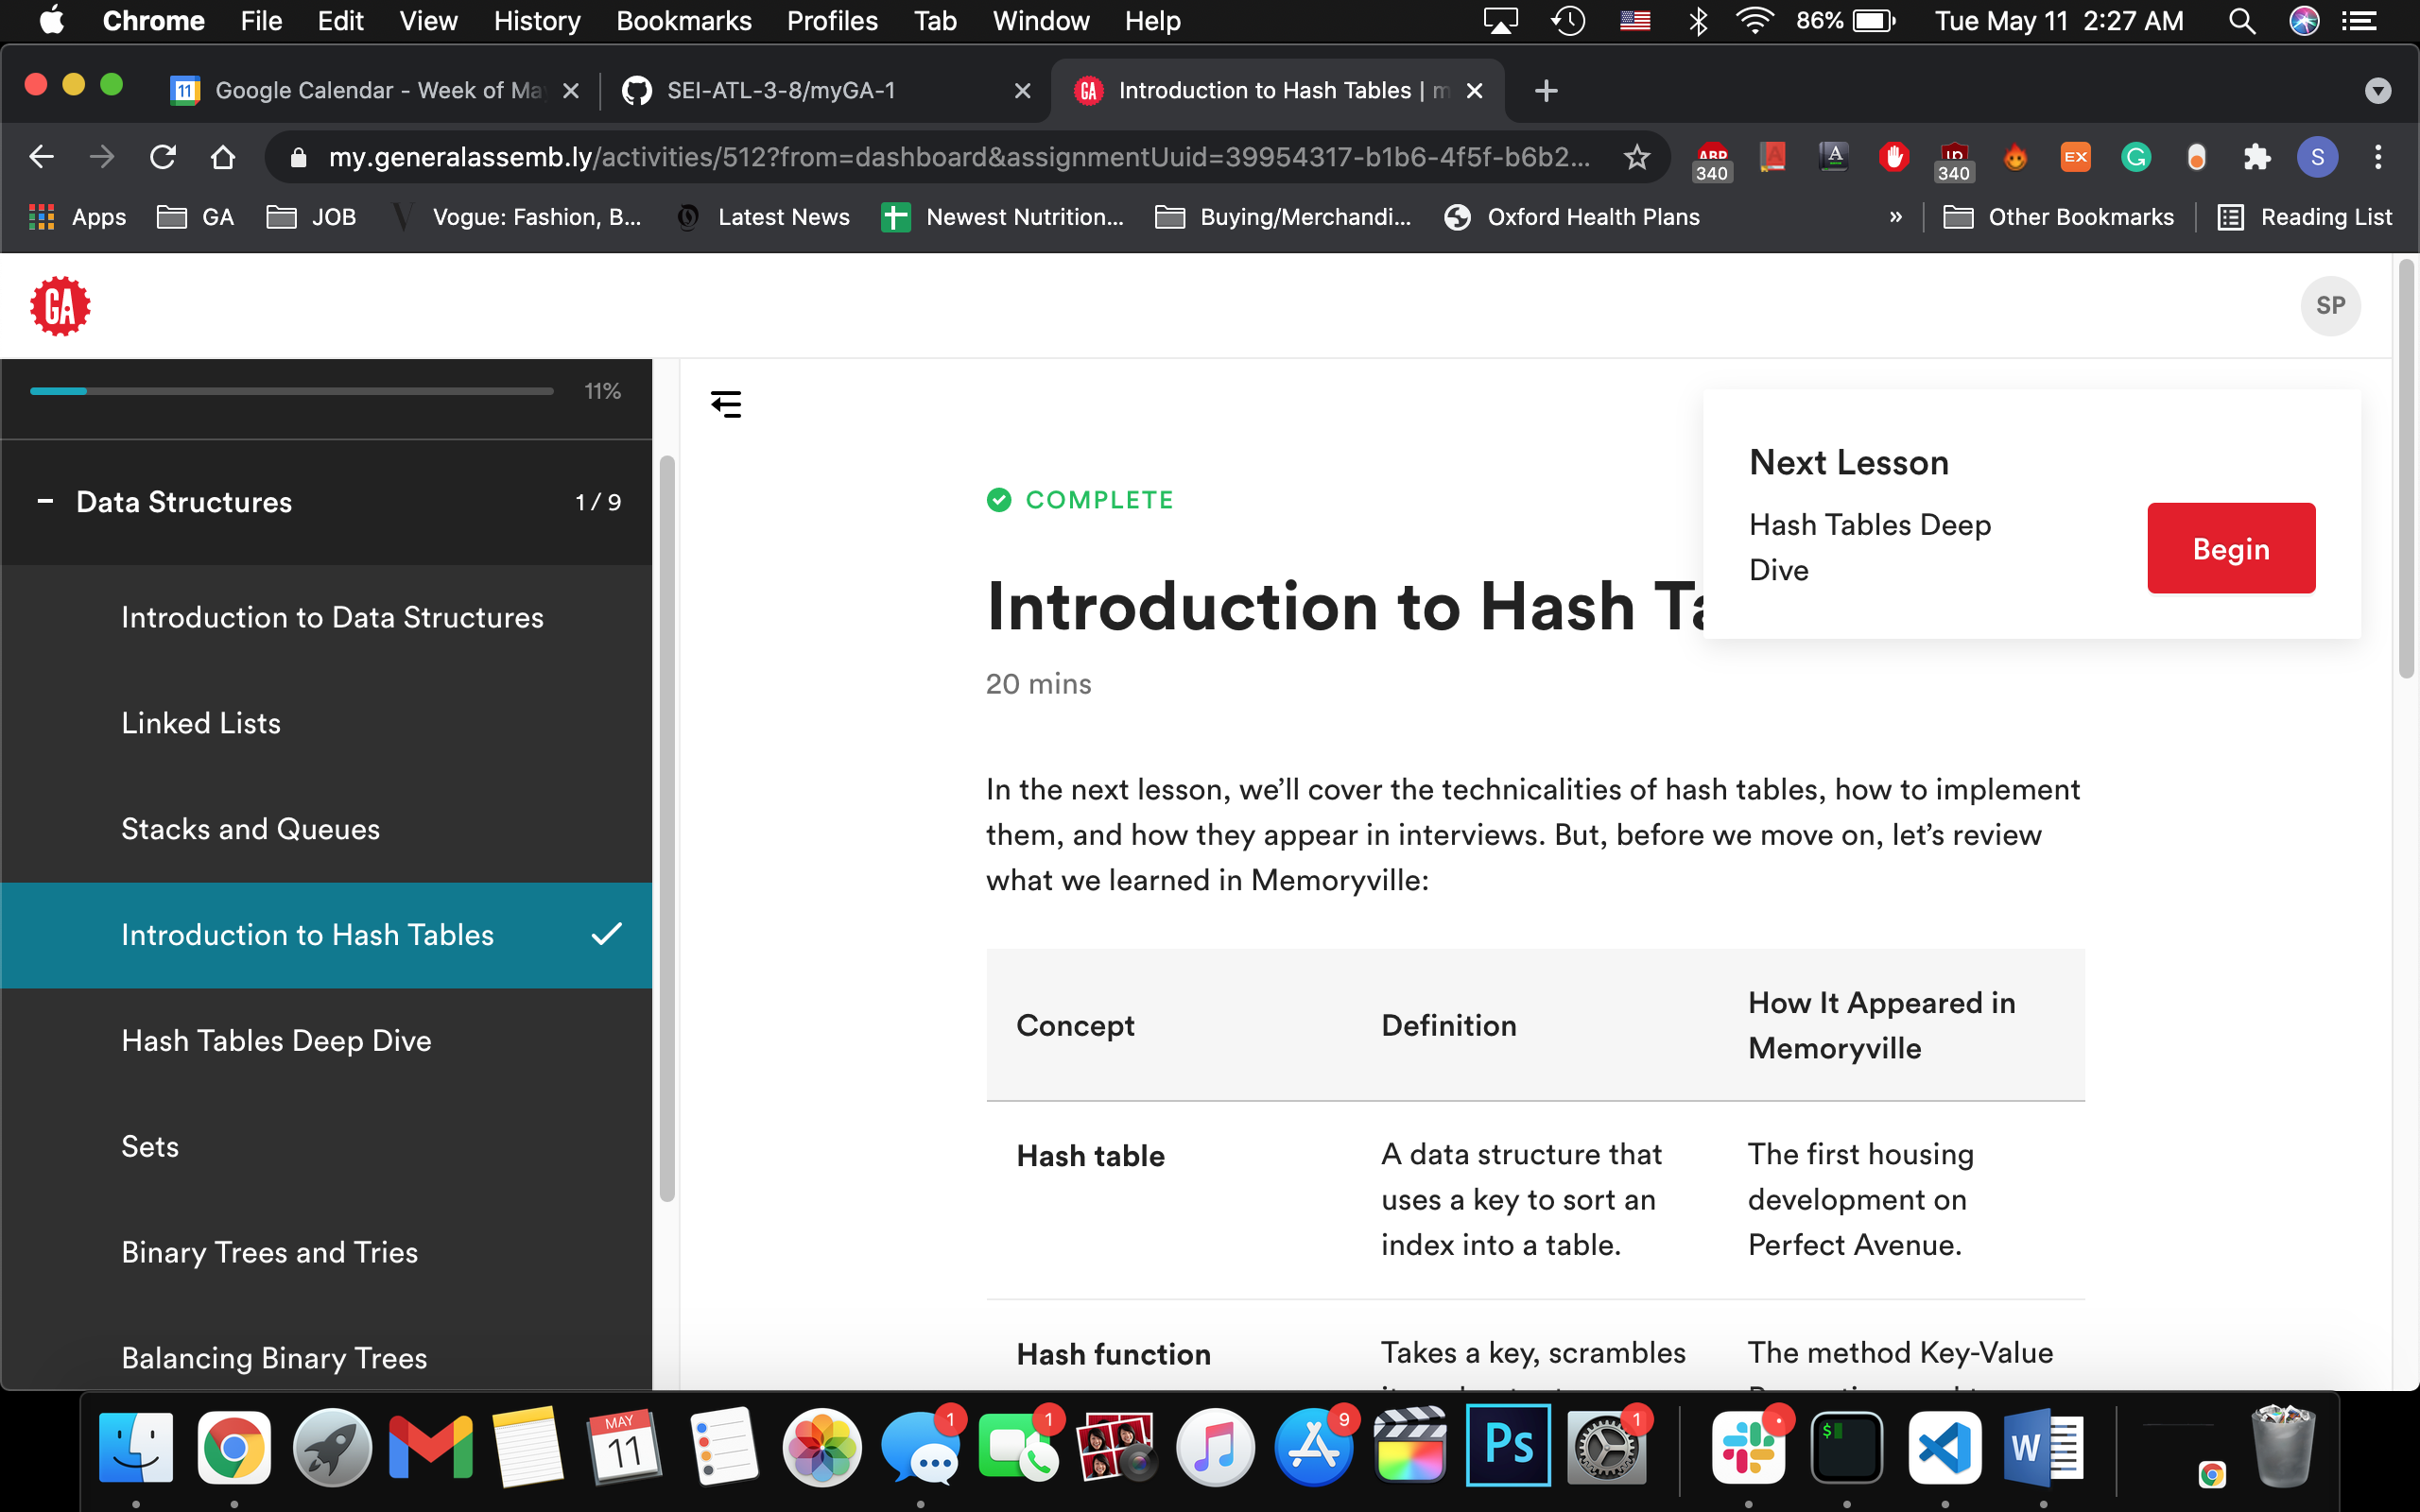 Chrome File Edit View History Bookmarks Profiles Tab Window Help 86% Tue May 11 2:27 AM
Google Calendar - Week of Ma SEI-ATL-3-8/myGA-1 GA Introduction to Hash Tables | m
my.generalassemb.ly/activities/512?from=dashboard&assignmentUuid=39954317-b1b6-4f5f-b6b2... ABP 340 A A 340 EX G S
Apps GA JOB Vogue: Fashion, B... Latest News Newest Nutrition... Buying/Merchandi... Oxford Health Plans » Other Bookmarks Reading List
GA SP
11%
− Data Structures 1 / 9
Introduction to Data Structures
Linked Lists
Stacks and Queues
Introduction to Hash Tables
Hash Tables Deep Dive
Sets
Binary Trees and Tries
Balancing Binary Trees
COMPLETE
Introduction to Hash Ta
20 mins
Next Lesson
Hash Tables Deep
Dive
Begin
In the next lesson, we’ll cover the technicalities of hash tables, how to implement
them, and how they appear in interviews. But, before we move on, let’s review
what we learned in Memoryville:
Concept Definition How It Appeared in
Memoryville
Hash table A data structure that The first housing
uses a key to sort an development on
index into a table. Perfect Avenue.
Hash function Takes a key, scrambles The method Key-Value
MAY 11 1 1 9 Ps 1 $ W